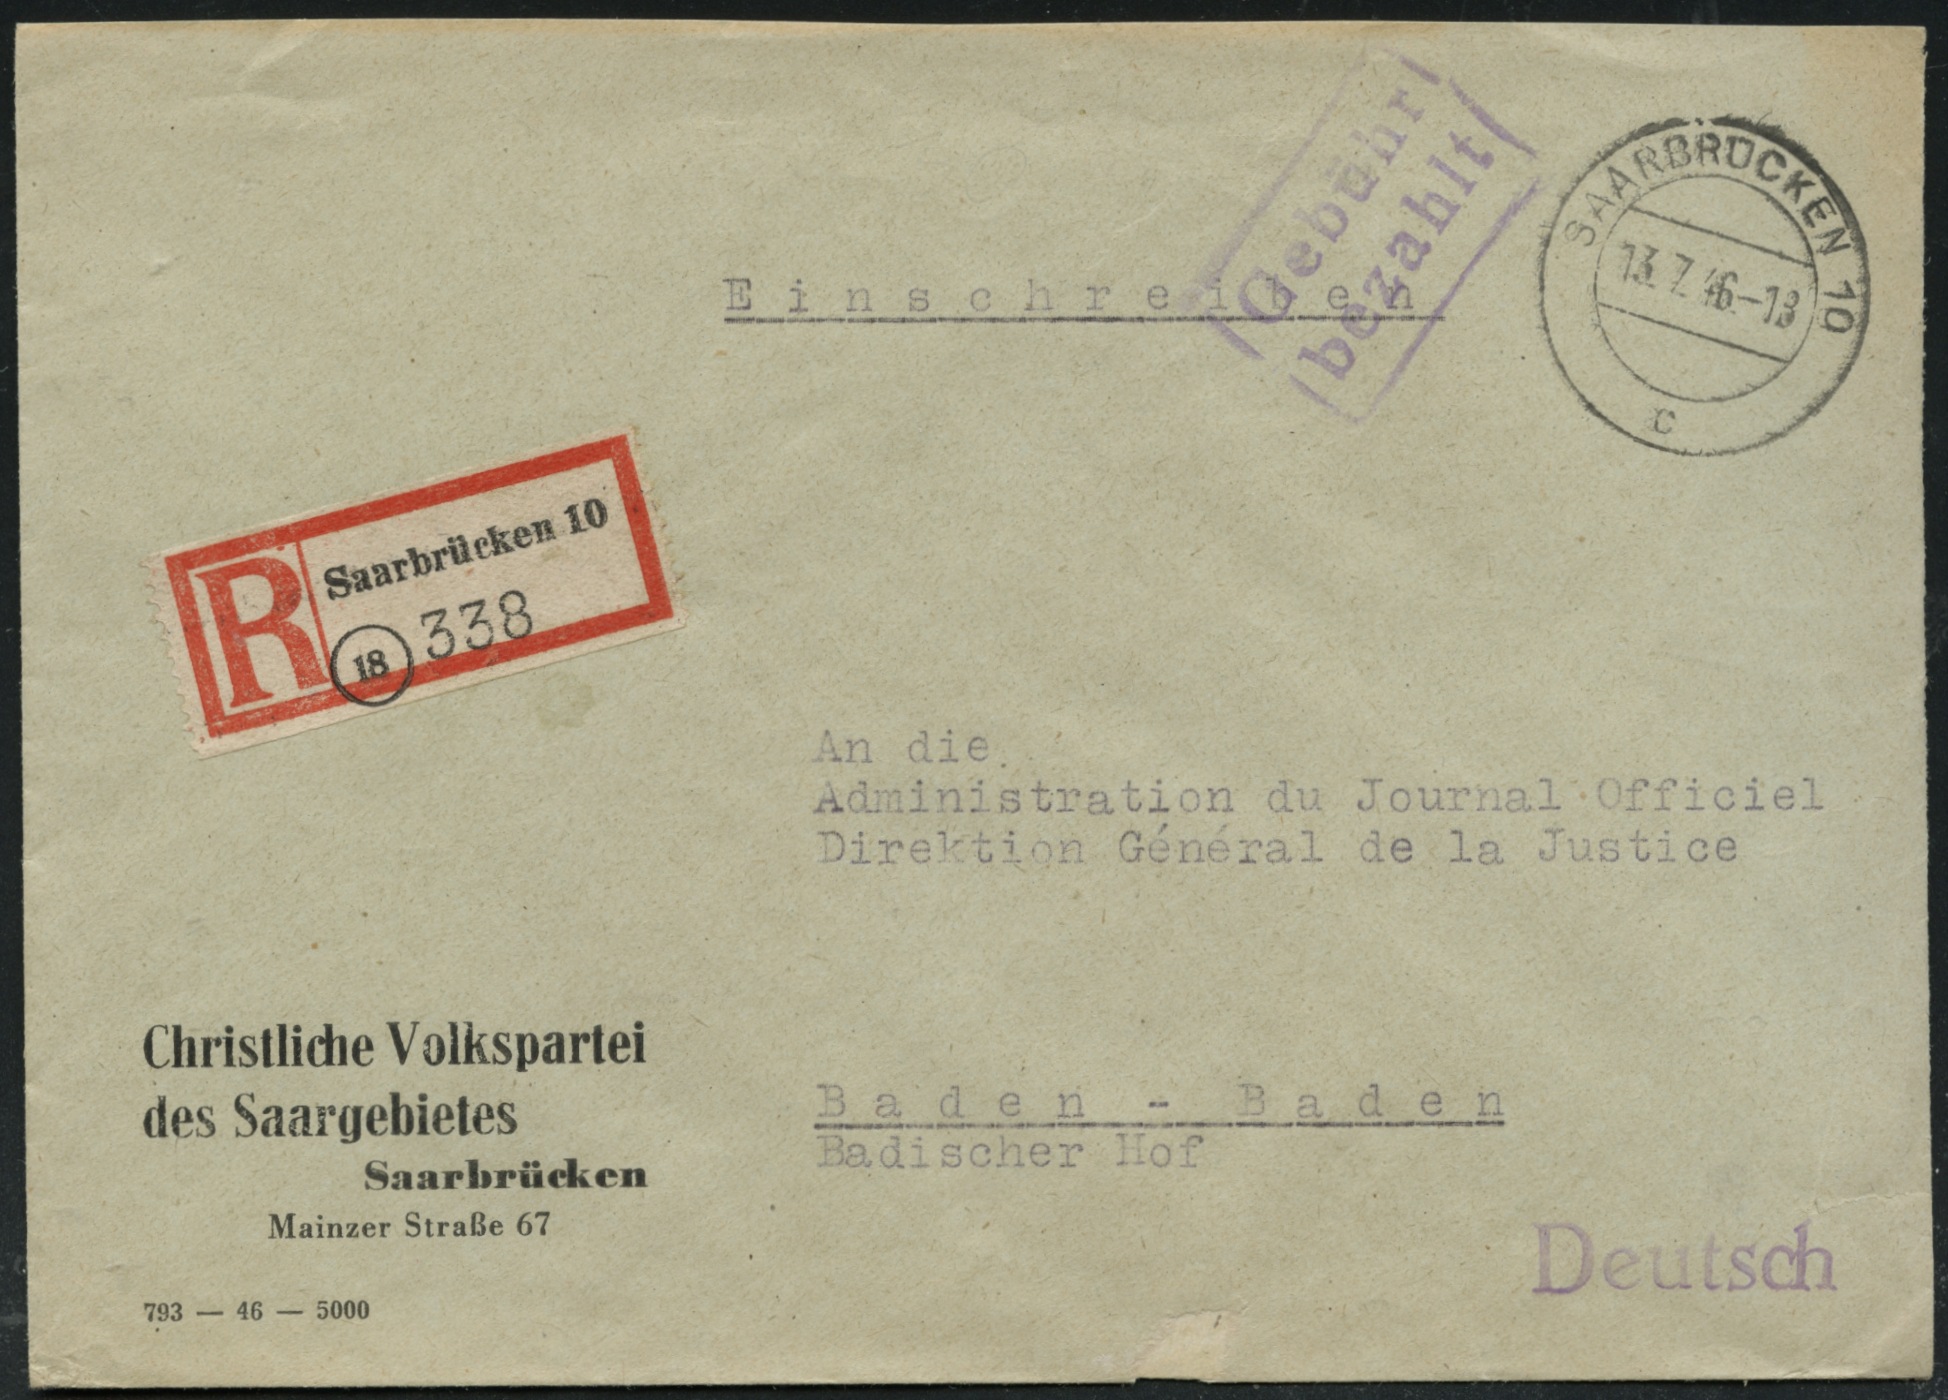 Gebühr
bezahlt
SAARBRÜCKEN 10
13.7.46.-18
c
Einschreiben
R
Saarbrücken 10
18 338
An die
Administration du Journal Officiel
Direktion Général de la Justice
Baden - Baden
Badischer Hof
Christliche Volkspartei
des Saargebietes
Saarbrücken
Mainzer Straße 67
793 — 46 — 5000
Deutsch